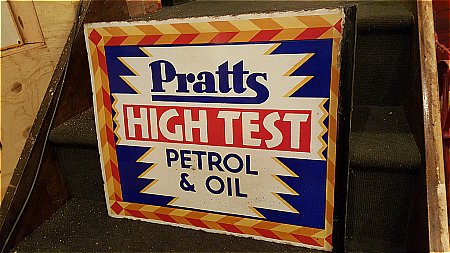 Pratts
HIGH TEST
PETROL
& OIL